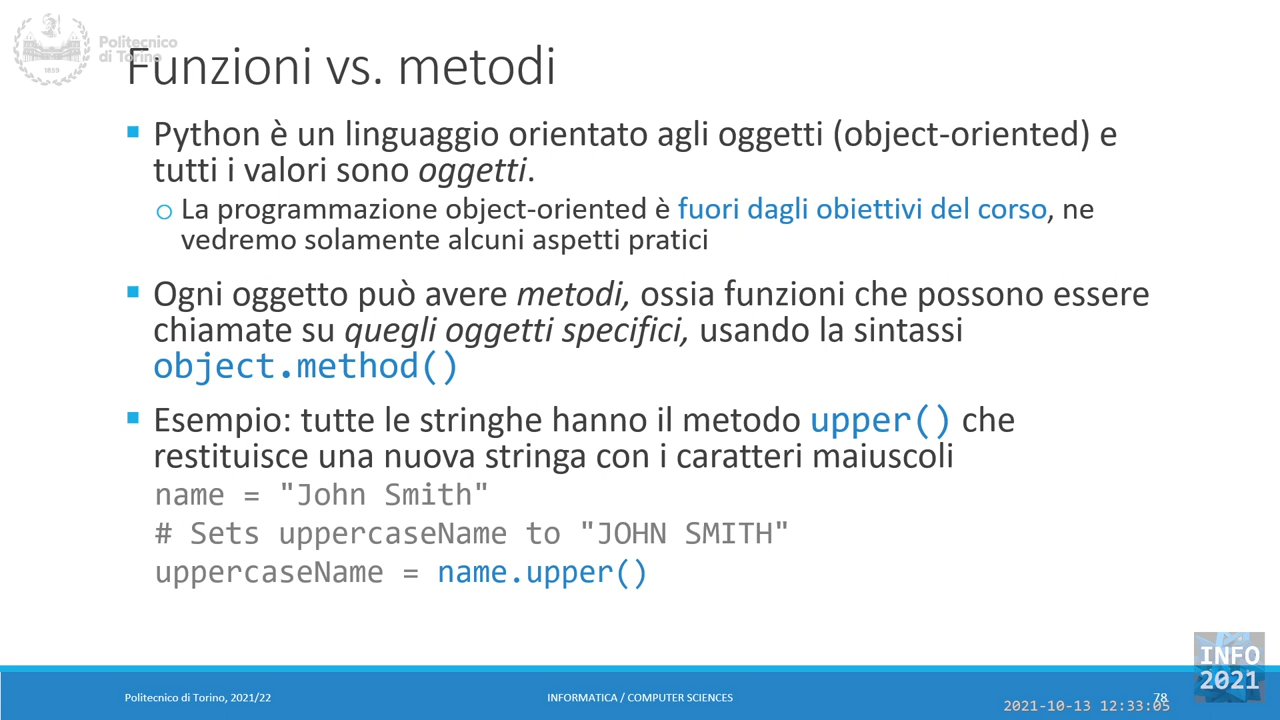 Politecnico
di Torino
1859
Funzioni vs. metodi
Python è un linguaggio orientato agli oggetti (object-oriented) e
tutti i valori sono oggetti.
La programmazione object-oriented è fuori dagli obiettivi del corso, ne
vedremo solamente alcuni aspetti pratici
Ogni oggetto può avere metodi, ossia funzioni che possono essere
chiamate su quegli oggetti specifici, usando la sintassi
object.method()
Esempio: tutte le stringhe hanno il metodo upper() che
restituisce una nuova stringa con i caratteri maiuscoli
name = "John Smith"
# Sets uppercaseName to "JOHN SMITH"
uppercaseName = name.upper()
INFO
2021
Politecnico di Torino, 2021/22
INFORMATICA / COMPUTER SCIENCES
78
2021-10-13 12:33:05